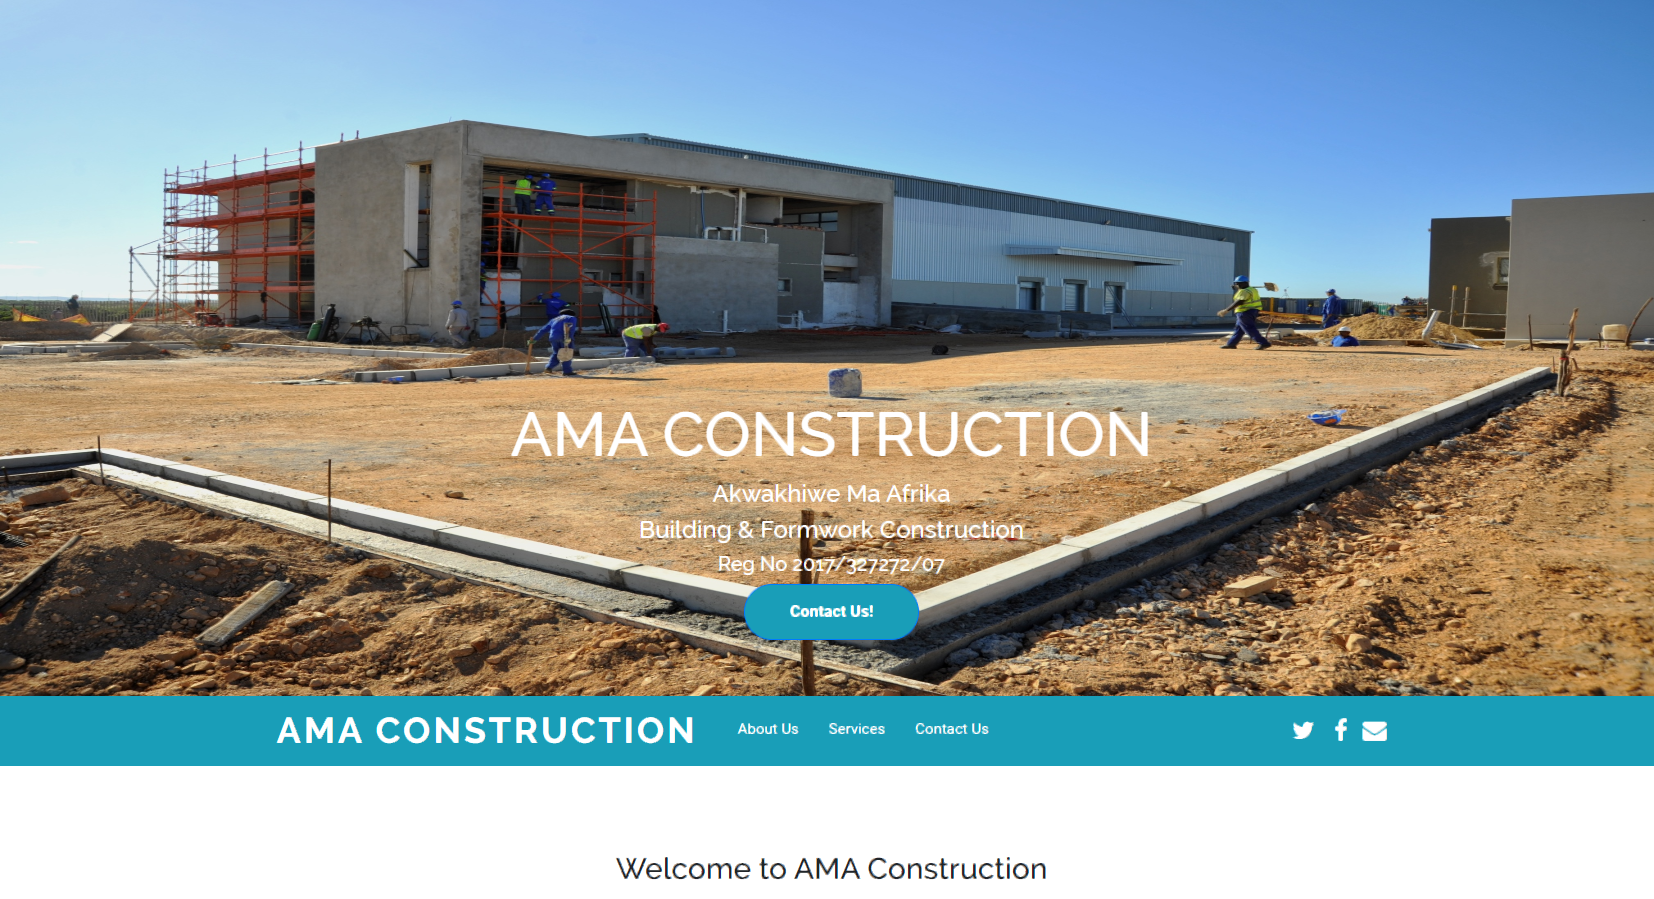 AMA CONSTRUCTION
Akwakhiwe Ma Afrika
Building & Formwork Construction
Reg No 2017/327272/07
Contact Us!
AMA CONSTRUCTION
About Us
Services
Contact Us
Welcome to AMA Construction